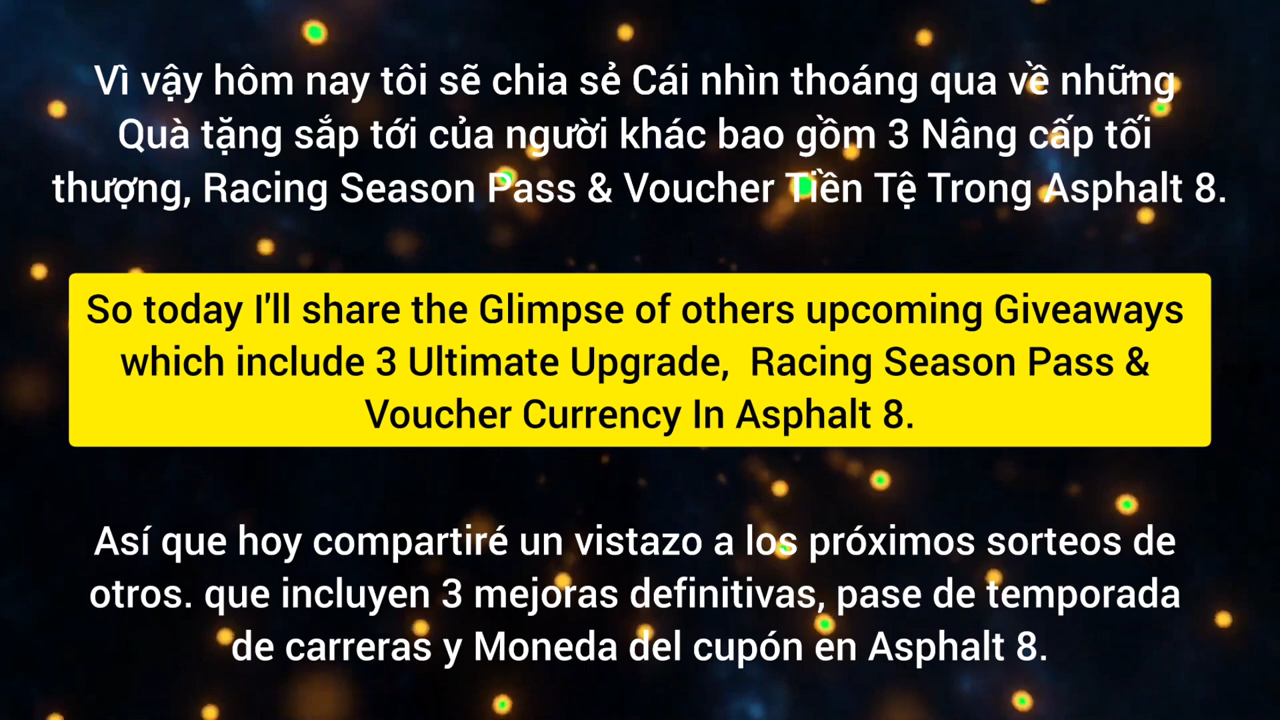 Vì vậy hôm nay tôi sẽ chia sẻ Cái nhìn thoáng qua về những
Quà tặng sắp tới của người khác bao gồm 3 Nâng cấp tối
thượng, Racing Season Pass & Voucher Tiền Tệ Trong Asphalt 8.
So today I'll share the Glimpse of others upcoming Giveaways
which include 3 Ultimate Upgrade,  Racing Season Pass &
Voucher Currency In Asphalt 8.
Así que hoy compartiré un vistazo a los próximos sorteos de
otros. que incluyen 3 mejoras definitivas, pase de temporada
de carreras y Moneda del cupón en Asphalt 8.